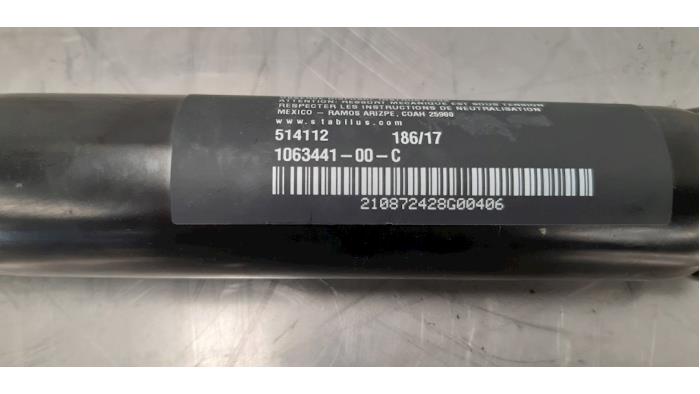 ATTENTION: RESSORT MECANIQUE EST SOUS TENSION
RESPECTER LES INSTRUCTIONS DE NEUTRALISATION
MEXICO - RAMOS ARIZPE, COAH 25900
www.stabilus.com
514112 186/17
1063441-00-C
210872428G00406